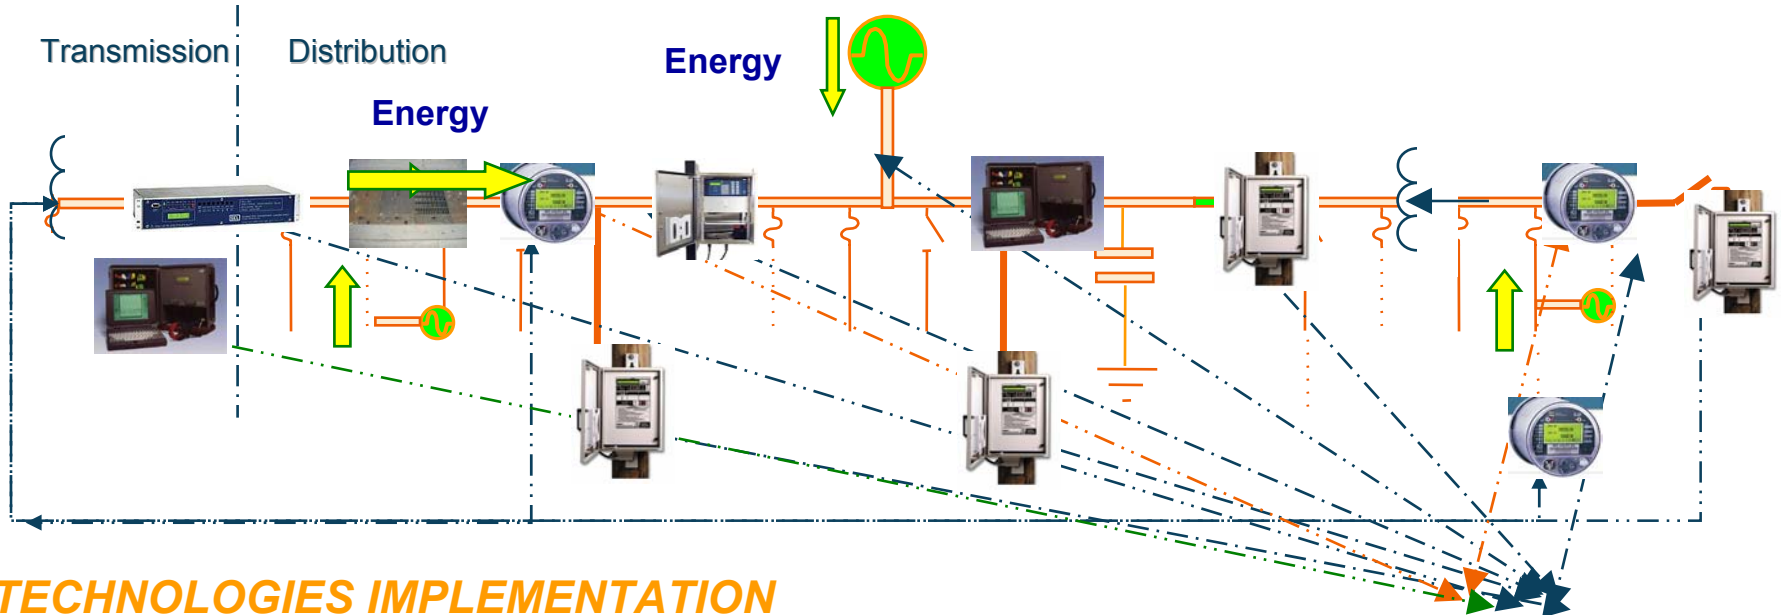 Transmission
Distribution
Energy
Energy
TECHNOLOGIES IMPLEMENTATION